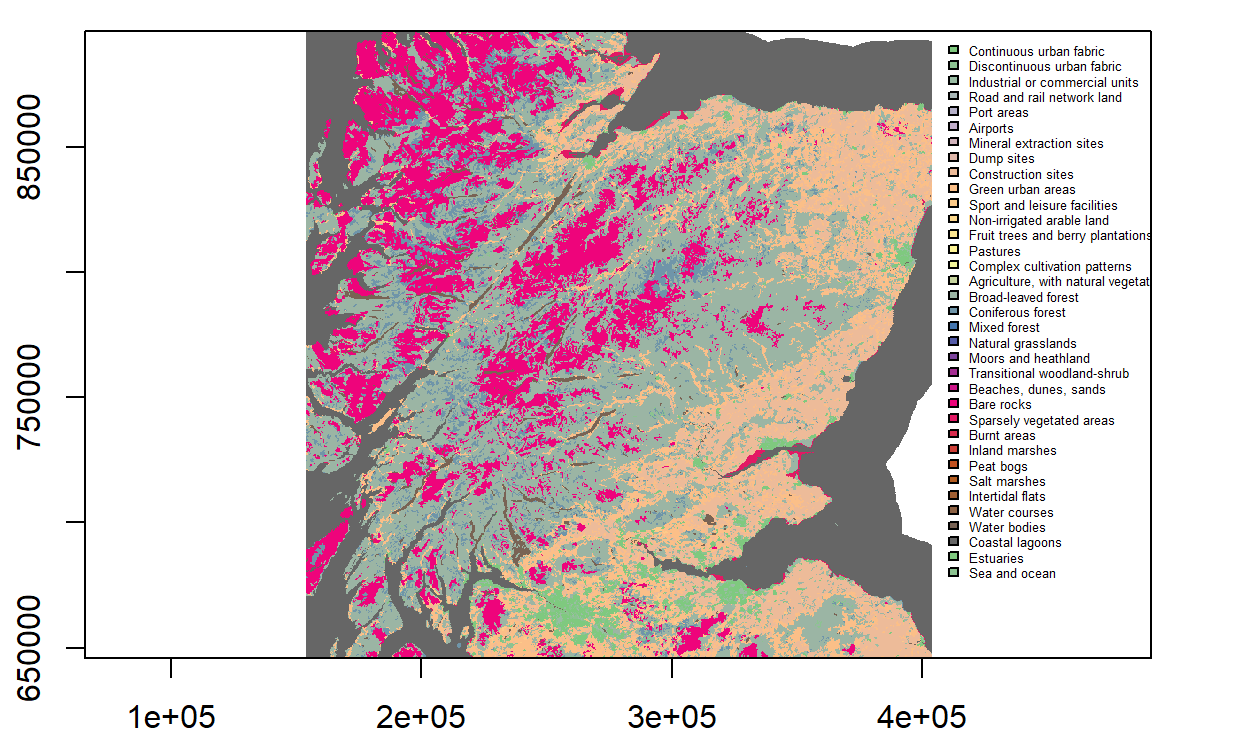 850000
750000
650000
1e+05
2e+05
3e+05
4e+05
Continuous urban fabric
Discontinuous urban fabric
Industrial or commercial units
Road and rail network land
Port areas
Airports
Mineral extraction sites
Dump sites
Construction sites
Green urban areas
Sport and leisure facilities
Non-irrigated arable land
Fruit trees and berry plantations
Pastures
Complex cultivation patterns
Agriculture, with natural vegetat
Broad-leaved forest
Coniferous forest
Mixed forest
Natural grasslands
Moors and heathland
Transitional woodland-shrub
Beaches, dunes, sands
Bare rocks
Sparsely vegetated areas
Burnt areas
Inland marshes
Peat bogs
Salt marshes
Intertidal flats
Water courses
Water bodies
Coastal lagoons
Estuaries
Sea and ocean